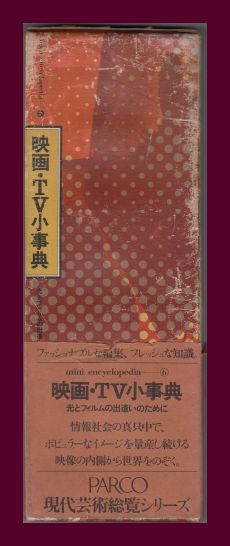 mini encyclopedia
映画・TV小事典
ファッショナブルな編集、フレッシュな知識
mini encyclopedia——⑥
映画・TV小事典
光とフィルムの出逢いのために
情報社会の真只中で、
ポピュラーなイメージを量産し続ける
映像の内側から世界をのぞく。
PARCO
現代芸術総覧シリーズ